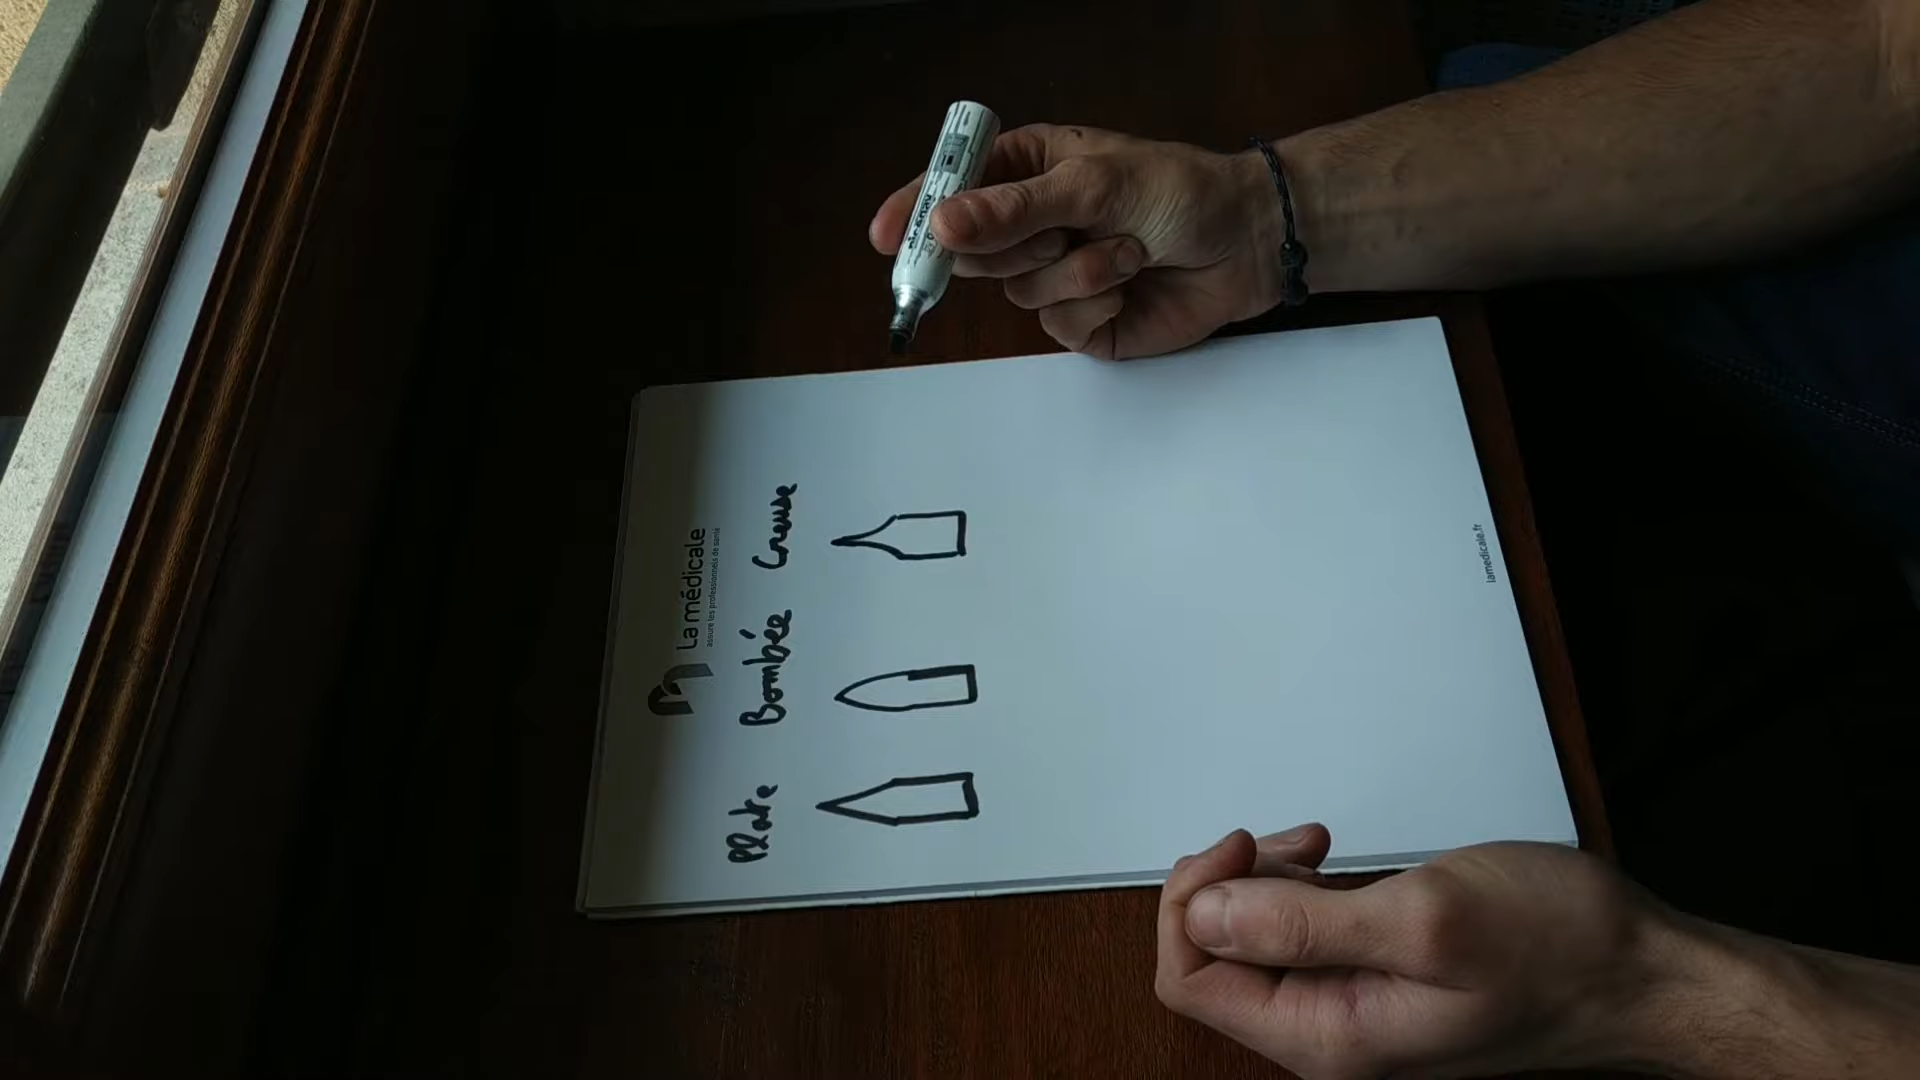 La médicale
assure les professionnels de santé
Plate Bombée Creuse
lamedicale.fr